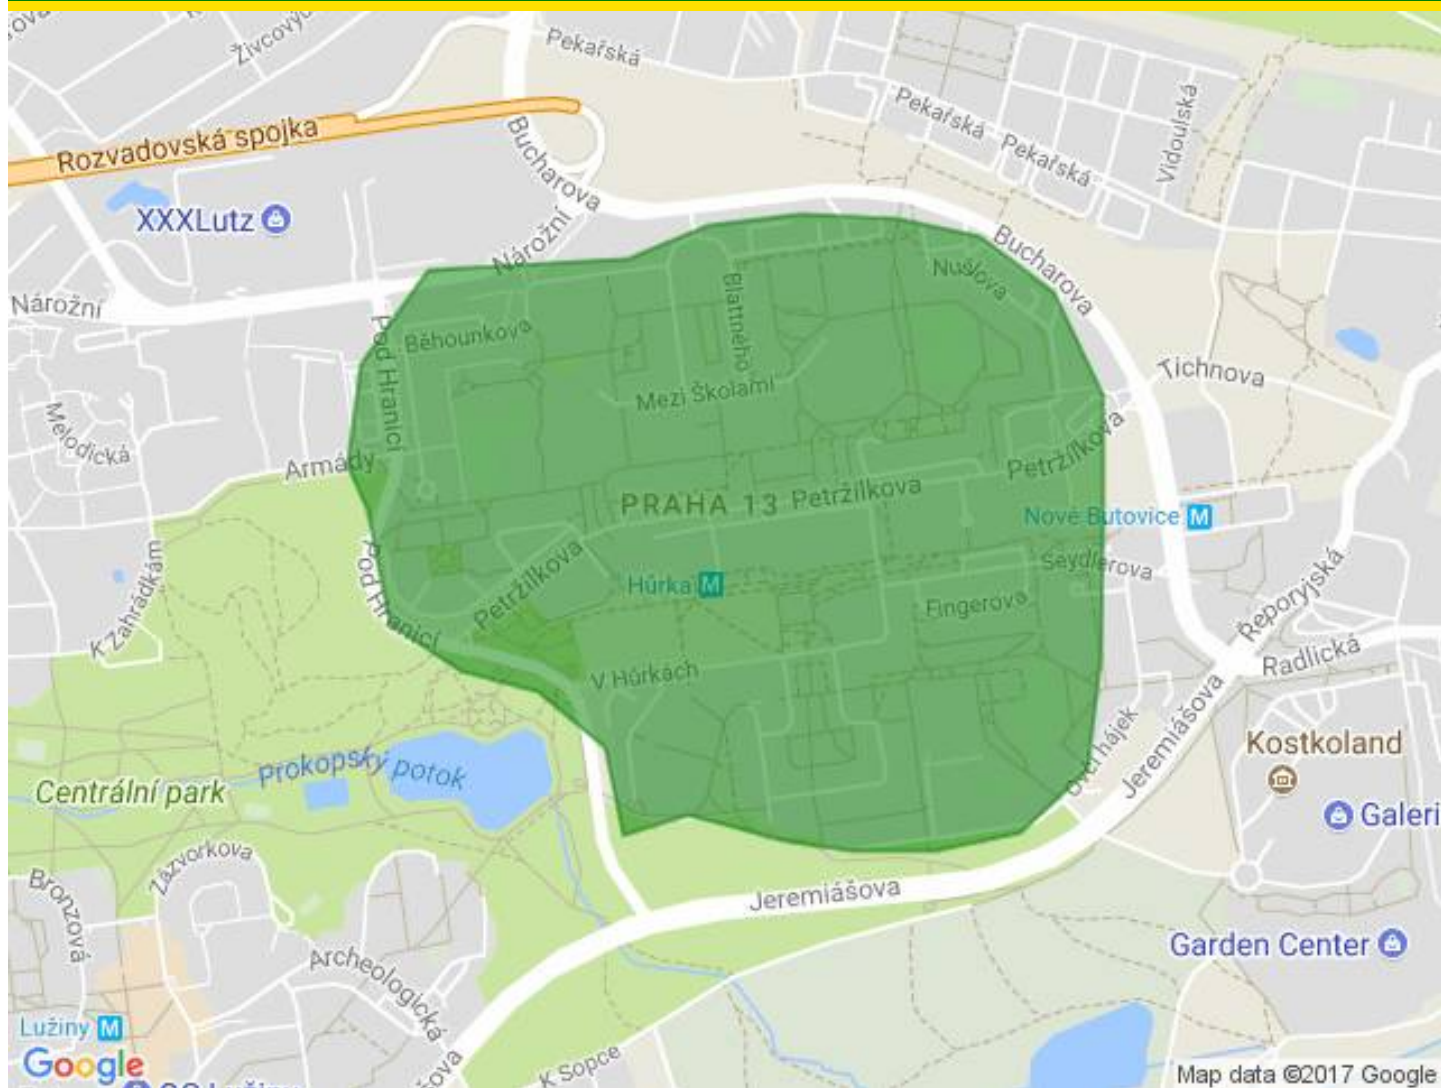 Živcových
Pekařská
Rozvadovská spojka
Bucharova
Pekařská
Pekařská
Vidoulská
XXXLutz
Nárožní
Bucharova
Nušlova
Nárožní
Blattného
Pod Hranicí
Běhounkova
Tichnova
Mezi Školami
Melodická
Armády
Petržílkova
PRAHA 13
Petržílkova
Nové Butovice M
Pod Hranicí
Petržílkova
Hůrka M
Seydlerova
K Zahrádkám
Fingerova
Řeporyjská
Radlická
V Hůrkách
Jeremiášova
Kostkoland
Prokopský potok
Centrální park
Galeri
Zázvorkova
Bronzová
Jeremiášova
Garden Center
Archeologická
Lužiny M
Google
K Sopce
Map data ©2017 Google